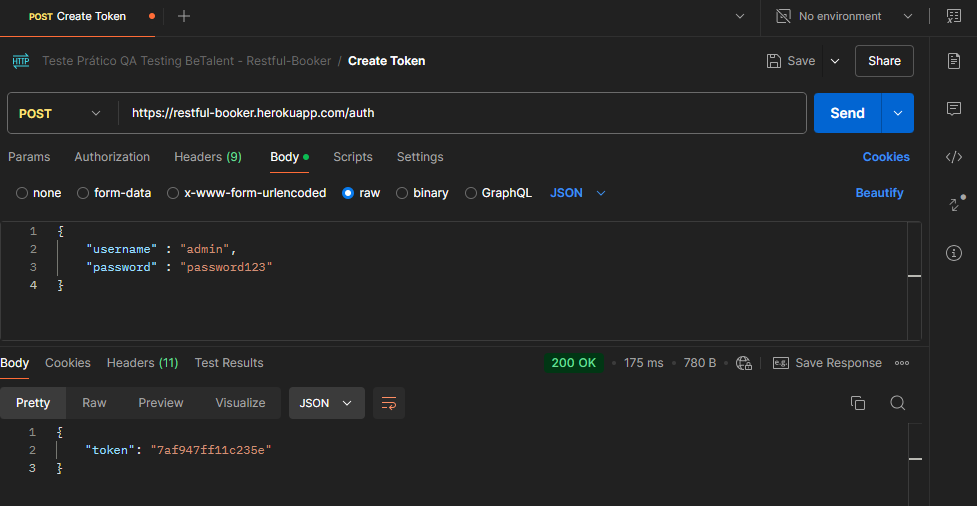 POST Create Token
No environment
HTTP Teste Prático QA Testing BeTalent - Restful-Booker / Create Token
Save
Share
POST
https://restful-booker.herokuapp.com/auth
Send
Params Authorization Headers (9) Body Scripts Settings
Cookies
none form-data x-www-form-urlencoded raw binary GraphQL JSON
Beautify
1 {
2 "username" : "admin",
3 "password" : "password123"
4 }
Body Cookies Headers (11) Test Results
200 OK • 175 ms • 780 B •
e.g. Save Response
Pretty Raw Preview Visualize JSON
1 {
2 "token": "7af947ff11c235e"
3 }